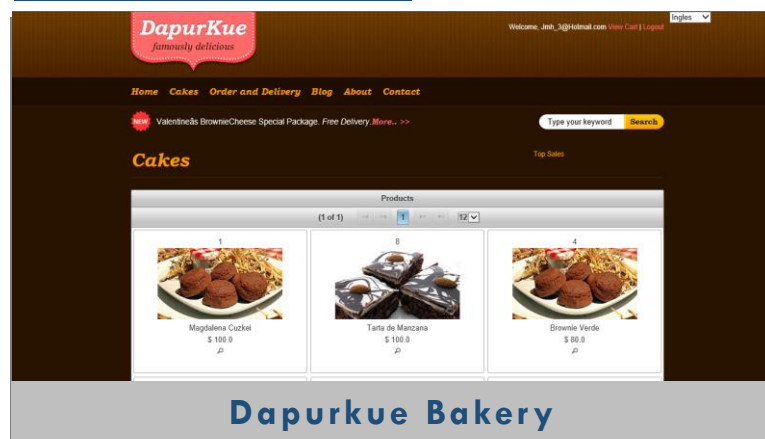 DapurKue
famously delicious
Welcome, Jmh_3@Hotmail.com View Cart | Logout
Ingles
Home Cakes Order and Delivery Blog About Contact
NEW Valentineâs BrownieCheese Special Package. Free Delivery. More.. >>
Type your keyword Search
Cakes
Top Sales
Products
(1 of 1) 1 12
1 8 4
Magdalena Cuzkei Tarta de Manzana Brownie Verde
$ 100.0 $ 100.0 $ 80.0
Dapurkue Bakery